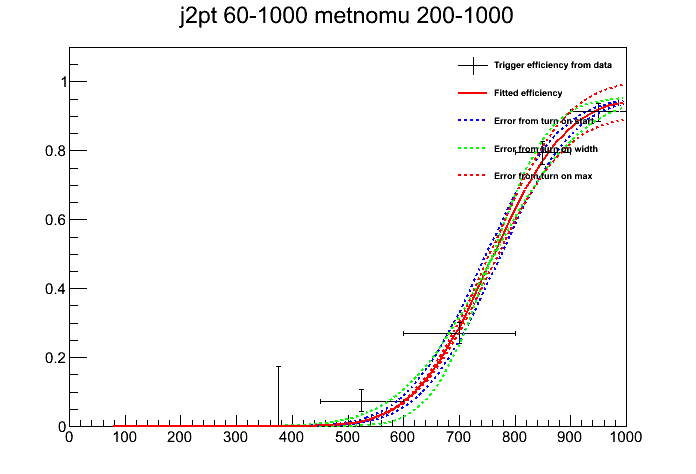 j2pt 60-1000 metnomu 200-1000
Trigger efficiency from data
Fitted efficiency
Error from turn on start
Error from turn on width
Error from turn on max
1
0.8
0.6
0.4
0.2
0
0 100 200 300 400 500 600 700 800 900 1000